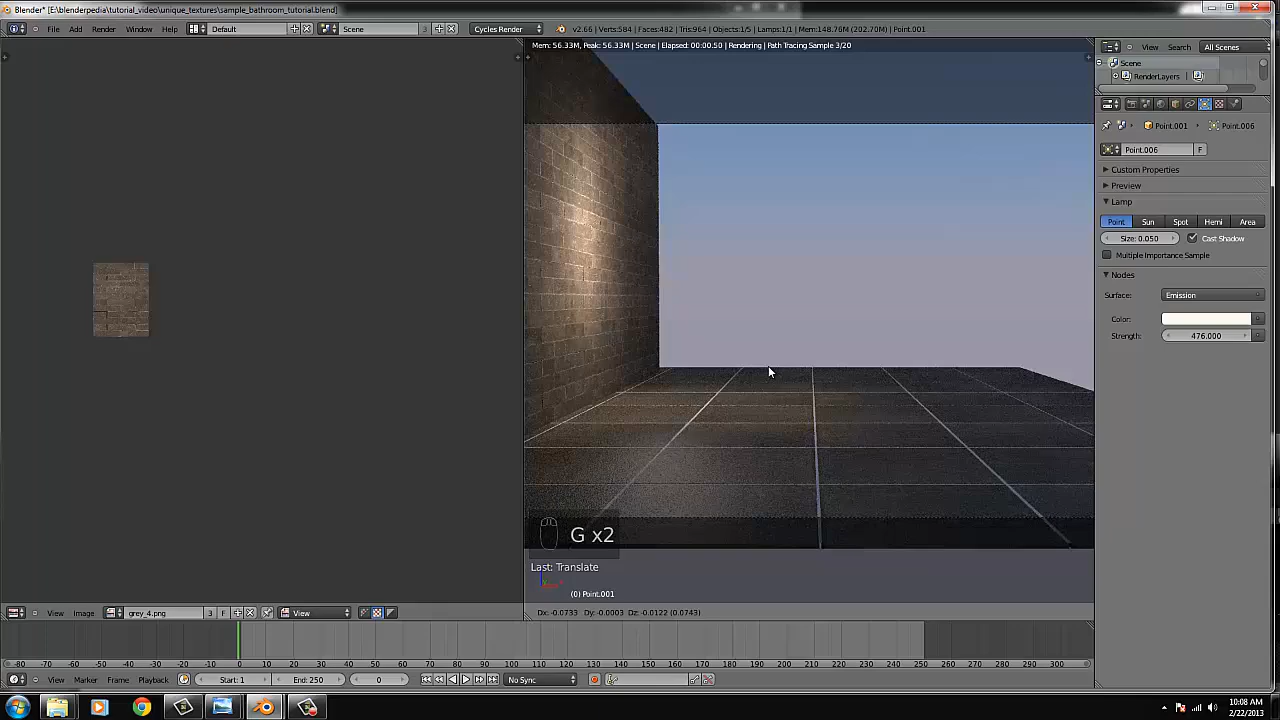 Blender* [E:\blenderpedia\tutorial_video\unique_textures\sample_bathroom_tutorial.blend]
File Add Render Window Help Default Scene 3 Cycles Render v2.66 | Verts:584 | Faces:482 | Tris:964 | Objects:1/5 | Lamps:1/1 | Mem:148.76M (202.70M) | Point.001
Mem: 56.33M, Peak: 56.33M | Scene | Elapsed: 00:00.50 | Rendering | Path Tracing Sample 3/20
View Search All Scenes
Scene
RenderLayers
Point.001 Point.006
Point.006 F
Custom Properties
Preview
Lamp
Point Sun Spot Hemi Area
Size: 0.050 Cast Shadow
Multiple Importance Sample
Nodes
Surface: Emission
Color:
Strength: 476.000
G x2
Last: Translate
(0) Point.001
View Image grey_4.png 3 F View
Dx: -0.0733 Dy: -0.0003 Dz: -0.0122 (0.0743)
-80 -70 -60 -50 -40 -30 -20 -10 0 10 20 30 40 50 60 70 80 90 100 110 120 130 140 150 160 170 180 190 200 210 220 230 240 250 260 270 280 290 300
View Marker Frame Playback Start: 1 End: 250 0 No Sync
10:08 AM
2/22/2013